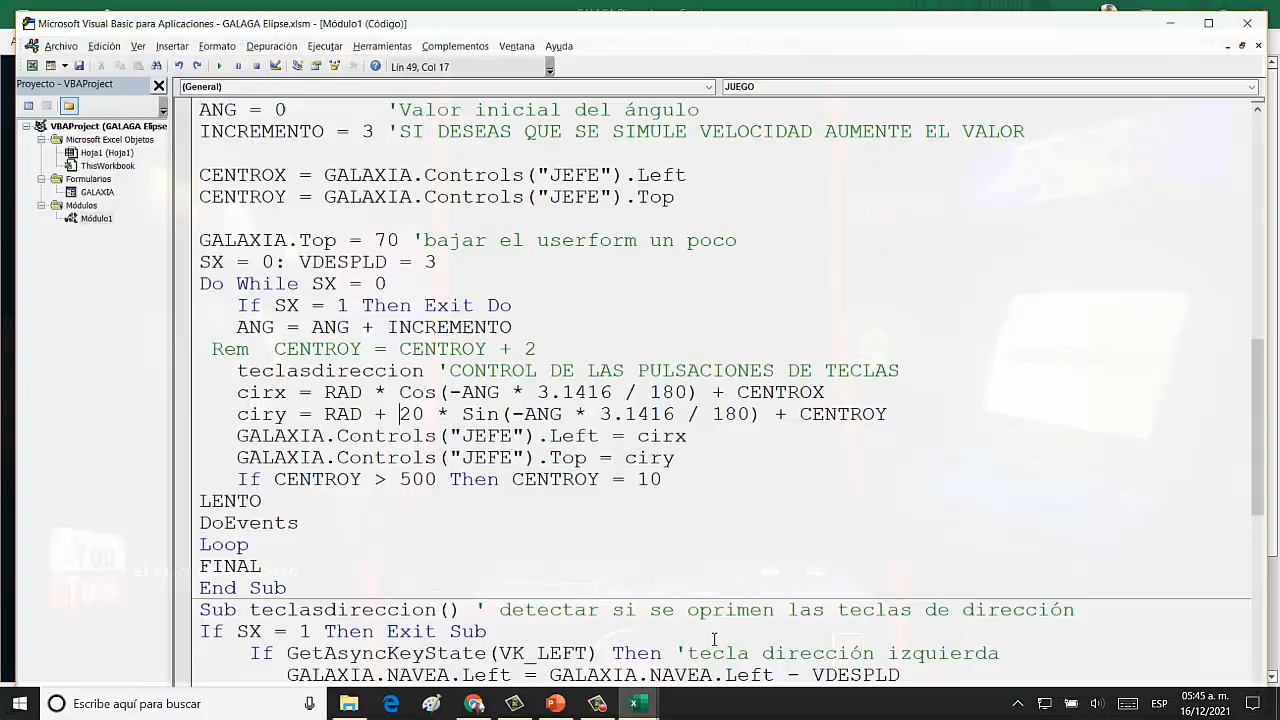 Microsoft Visual Basic para Aplicaciones - GALAGA Elipse.xlsm - [Módulo1 (Código)]
Archivo Edición Ver Insertar Formato Depuración Ejecutar Herramientas Complementos Ventana Ayuda
Lín 49, Col 17
Proyecto - VBAProject
(General)
JUEGO
VBAProject (GALAGA Elipse
Microsoft Excel Objetos
Hoja1 (Hoja1)
ThisWorkbook
Formularios
GALAXIA
Módulos
Módulo1
ANG = 0 'Valor inicial del ángulo
INCREMENTO = 3 'SI DESEAS QUE SE SIMULE VELOCIDAD AUMENTE EL VALOR
CENTROX = GALAXIA.Controls("JEFE").Left
CENTROY = GALAXIA.Controls("JEFE").Top
GALAXIA.Top = 70 'bajar el userform un poco
SX = 0: VDESPLD = 3
Do While SX = 0
If SX = 1 Then Exit Do
ANG = ANG + INCREMENTO
Rem CENTROY = CENTROY + 2
teclasdireccion 'CONTROL DE LAS PULSACIONES DE TECLAS
cirx = RAD * Cos(-ANG * 3.1416 / 180) + CENTROX
ciry = RAD + 20 * Sin(-ANG * 3.1416 / 180) + CENTROY
GALAXIA.Controls("JEFE").Left = cirx
GALAXIA.Controls("JEFE").Top = ciry
If CENTROY > 500 Then CENTROY = 10
LENTO
DoEvents
Loop
FINAL
End Sub
Sub teclasdireccion() ' detectar si se oprimen las teclas de dirección
If SX = 1 Then Exit Sub
If GetAsyncKeyState(VK_LEFT) Then 'tecla dirección izquierda
GALAXIA.NAVEA.Left = GALAXIA.NAVEA.Left - VDESPLD
You
Escribe aquí para buscar
ESP
05:45 a. m.
16/12/2021